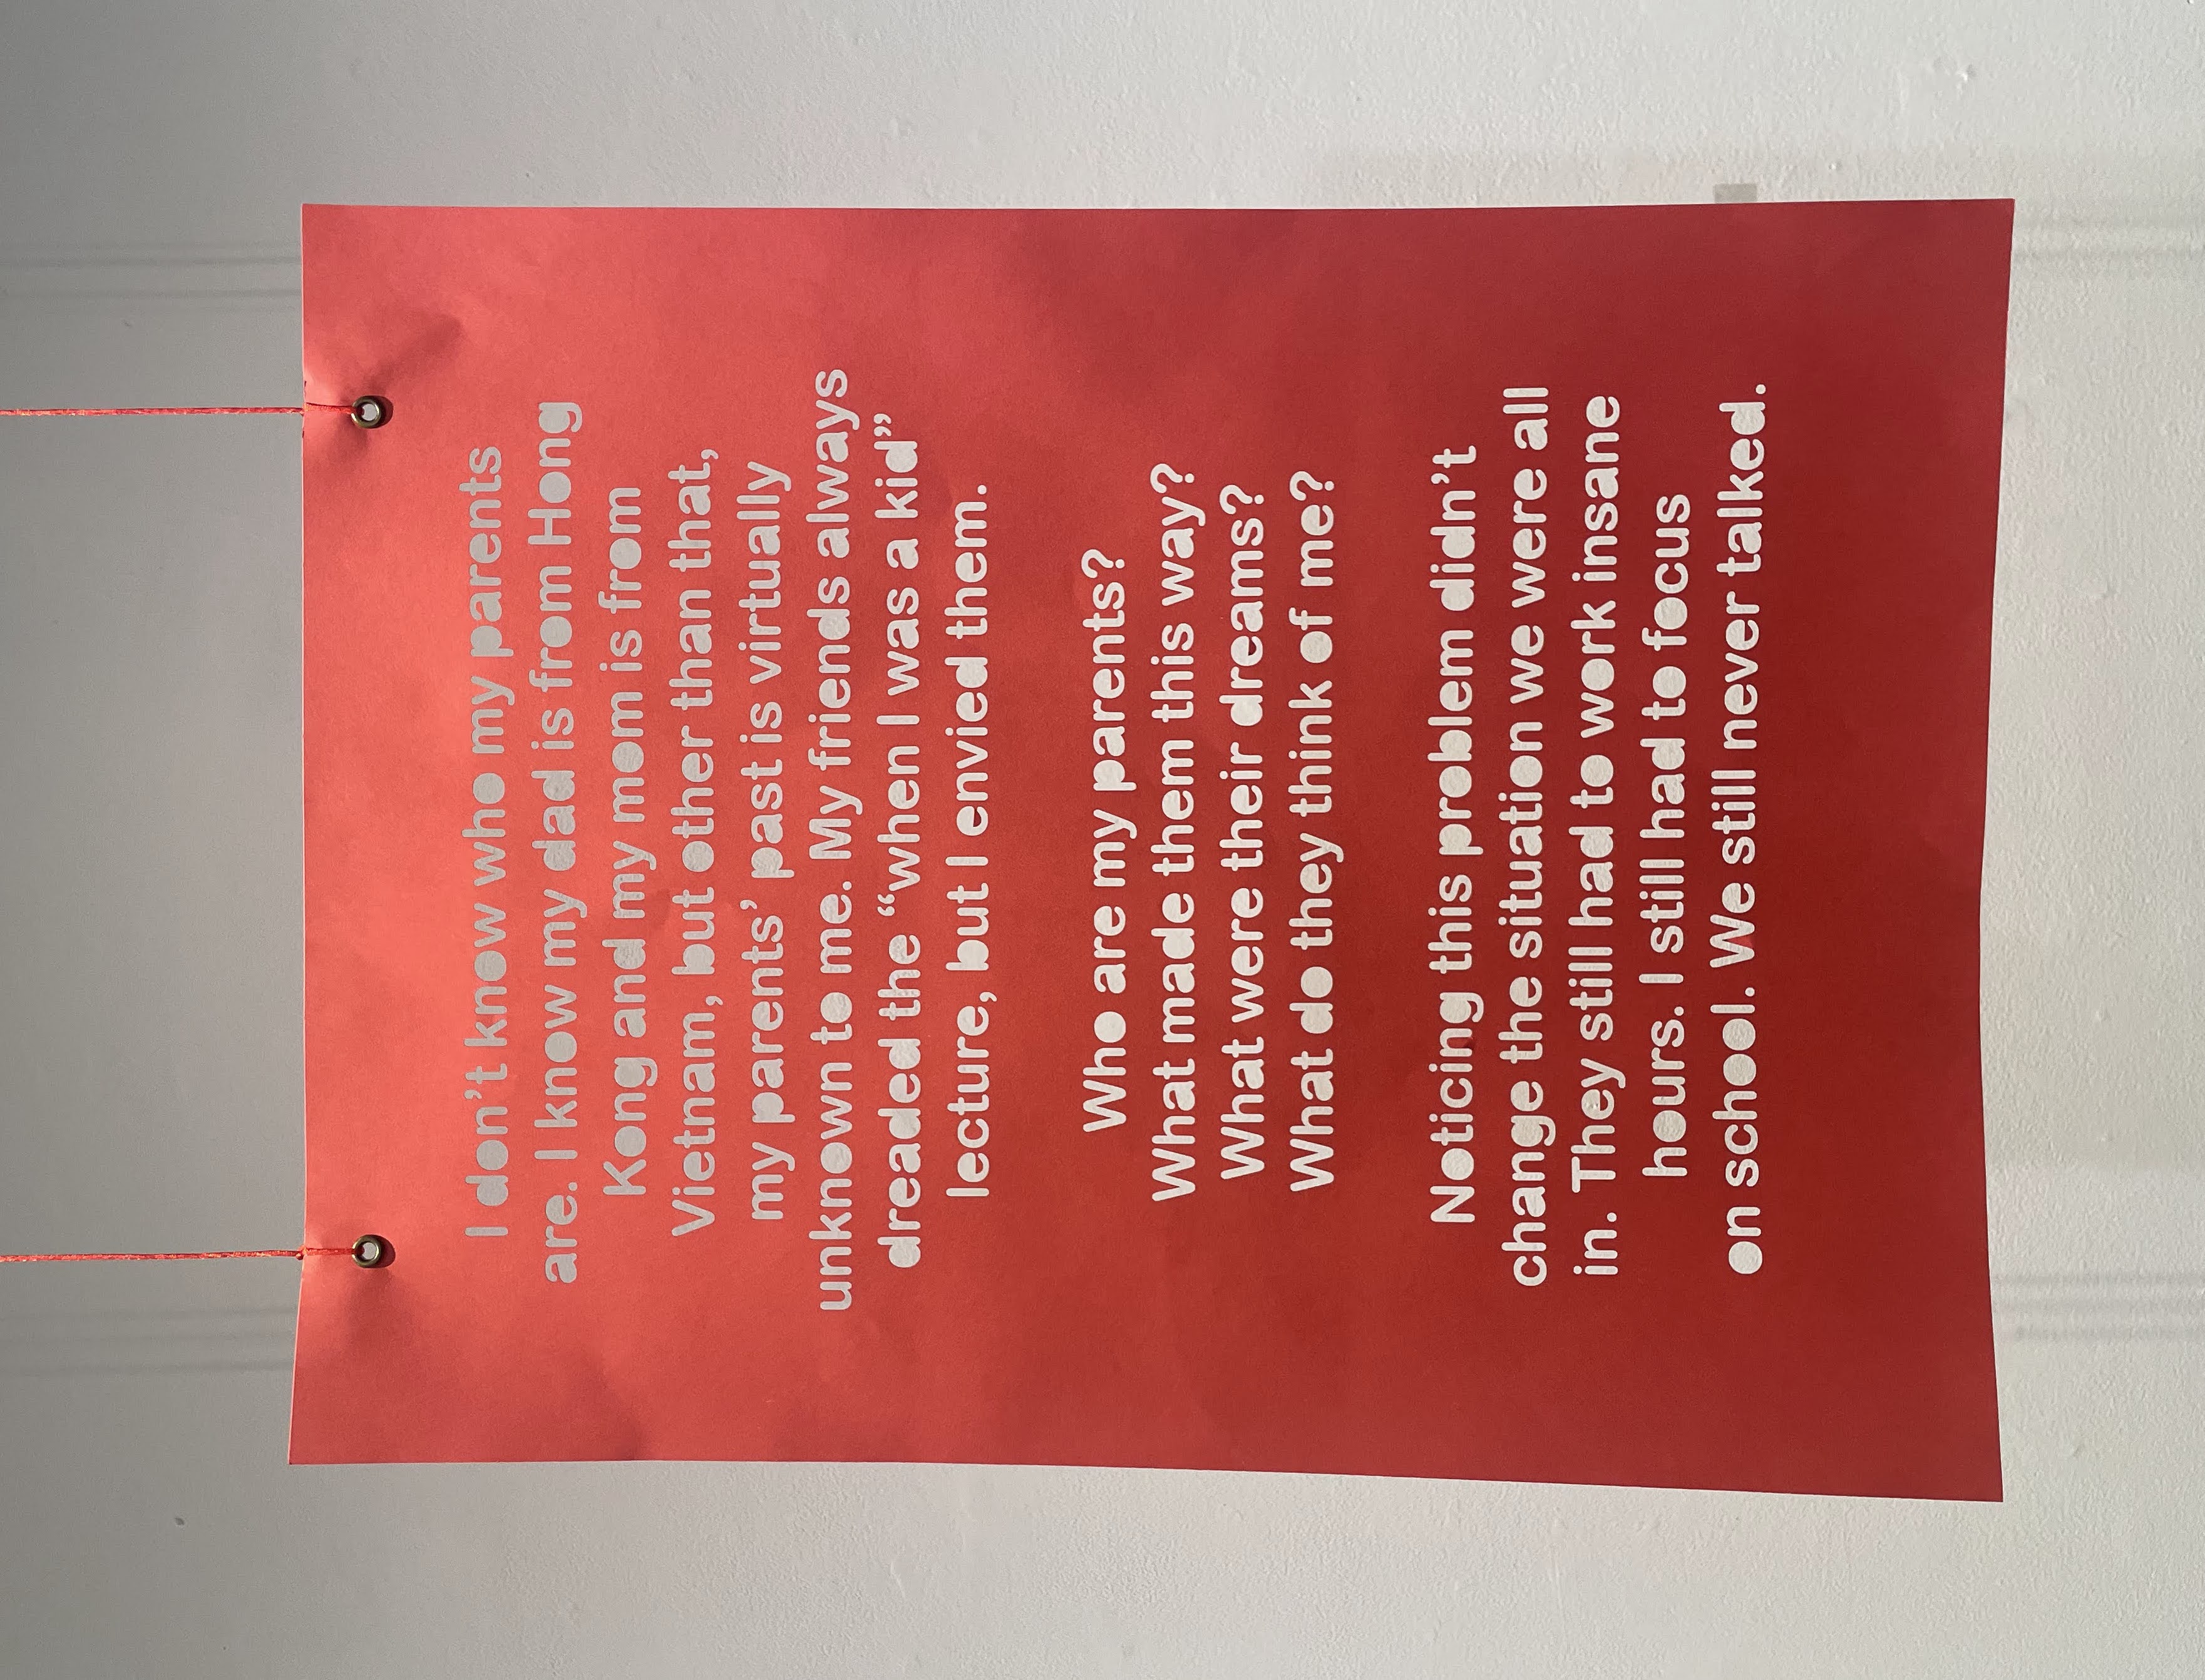 I don’t know who my parents
are. I know my dad is from Hong
Kong and my mom is from
Vietnam, but other than that,
my parents’ past is virtually
unknown to me. My friends always
dreaded the “when I was a kid”
lecture, but I envied them.
Who are my parents?
What made them this way?
What were their dreams?
What do they think of me?
Noticing this problem didn’t
change the situation we were all
in. They still had to work insane
hours. I still had to focus
on school. We still never talked.